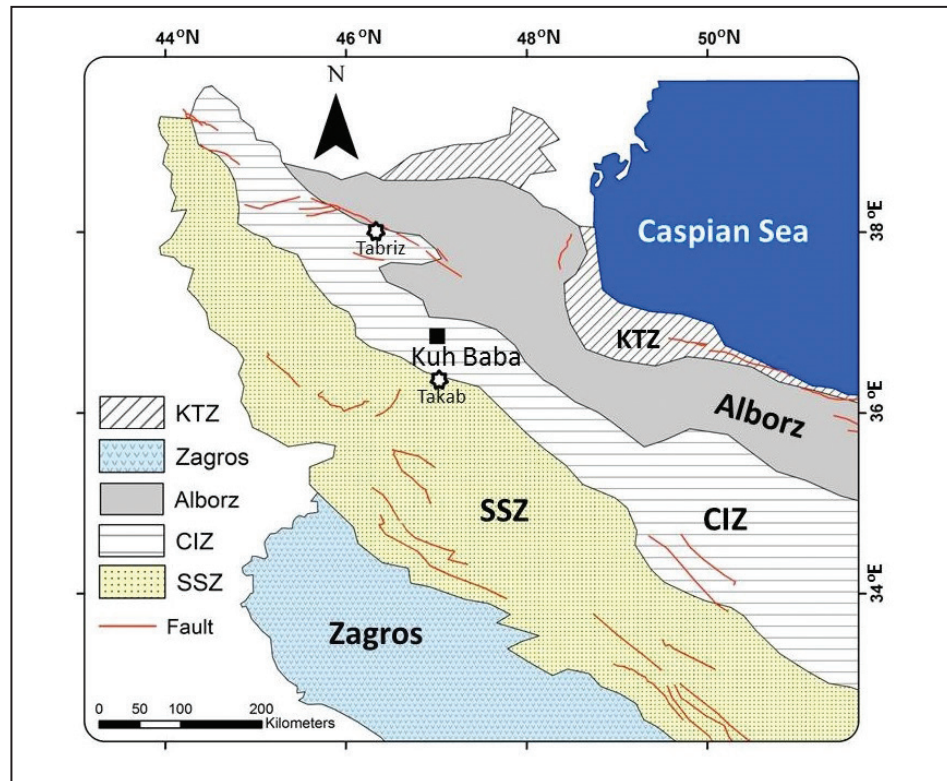 44°N 46°N 48°N 50°N
N
Caspian Sea
38°E
Tabriz
KTZ
Kuh Baba
Takab
36°E
Alborz
KTZ
Zagros
Alborz
CIZ
SSZ
Fault
SSZ
CIZ
34°E
Zagros
0 50 100 200
Kilometers